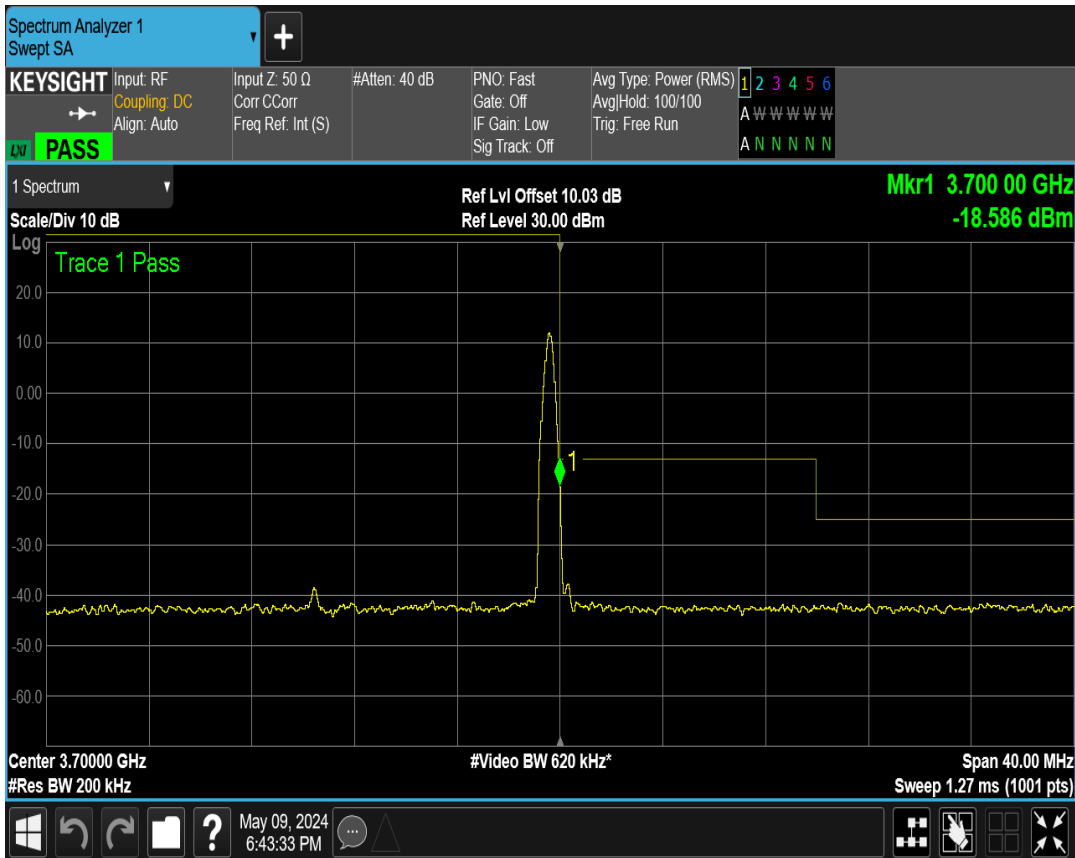 Spectrum Analyzer 1
Swept SA
+
KEYSIGHT
LXI PASS
Input: RF
Coupling: DC
Align: Auto
Input Z: 50 Ω
Corr CCorr
Freq Ref: Int (S)
#Atten: 40 dB
PNO: Fast
Gate: Off
IF Gain: Low
Sig Track: Off
Avg Type: Power (RMS)
Avg|Hold: 100/100
Trig: Free Run
1 2 3 4 5 6
A W W W W W
A N N N N N
1 Spectrum
Scale/Div 10 dB
Ref Lvl Offset 10.03 dB
Ref Level 30.00 dBm
Mkr1 3.700 00 GHz
-18.586 dBm
Log
Trace 1 Pass
20.0
10.0
0.00
-10.0
1
-20.0
-30.0
-40.0
-50.0
-60.0
Center 3.70000 GHz
#Res BW 200 kHz
#Video BW 620 kHz*
Span 40.00 MHz
Sweep 1.27 ms (1001 pts)
?
May 09, 2024
6:43:33 PM